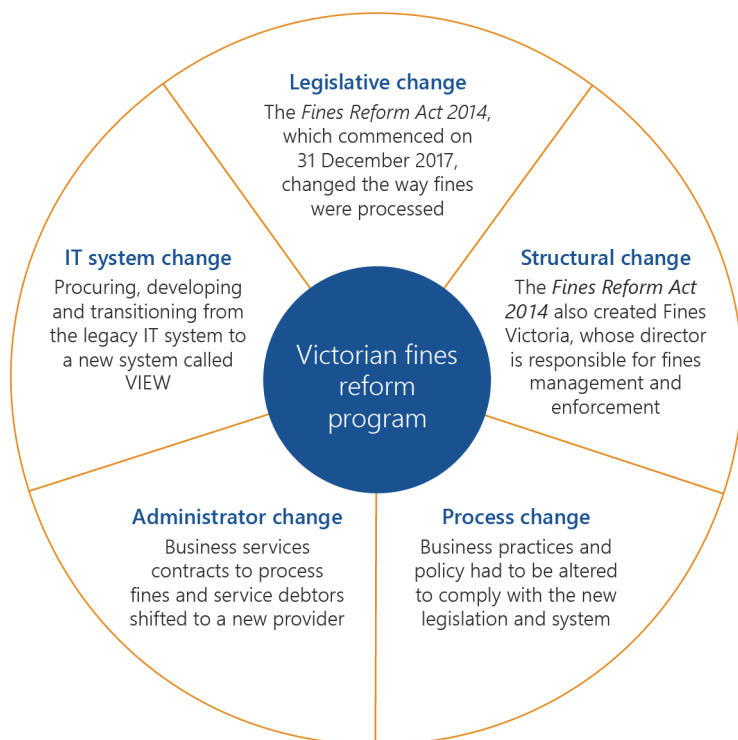 Legislative change
The Fines Reform Act 2014,
which commenced on
31 December 2017,
changed the way fines
were processed
IT system change
Procuring, developing
and transitioning from
the legacy IT system to
a new system called
VIEW
Victorian fines
reform
program
Structural change
The Fines Reform Act
2014 also created Fines
Victoria, whose director
is responsible for fines
management and
enforcement
Administrator change
Business services
contracts to process
fines and service debtors
shifted to a new provider
Process change
Business practices and
policy had to be altered
to comply with the new
legislation and system